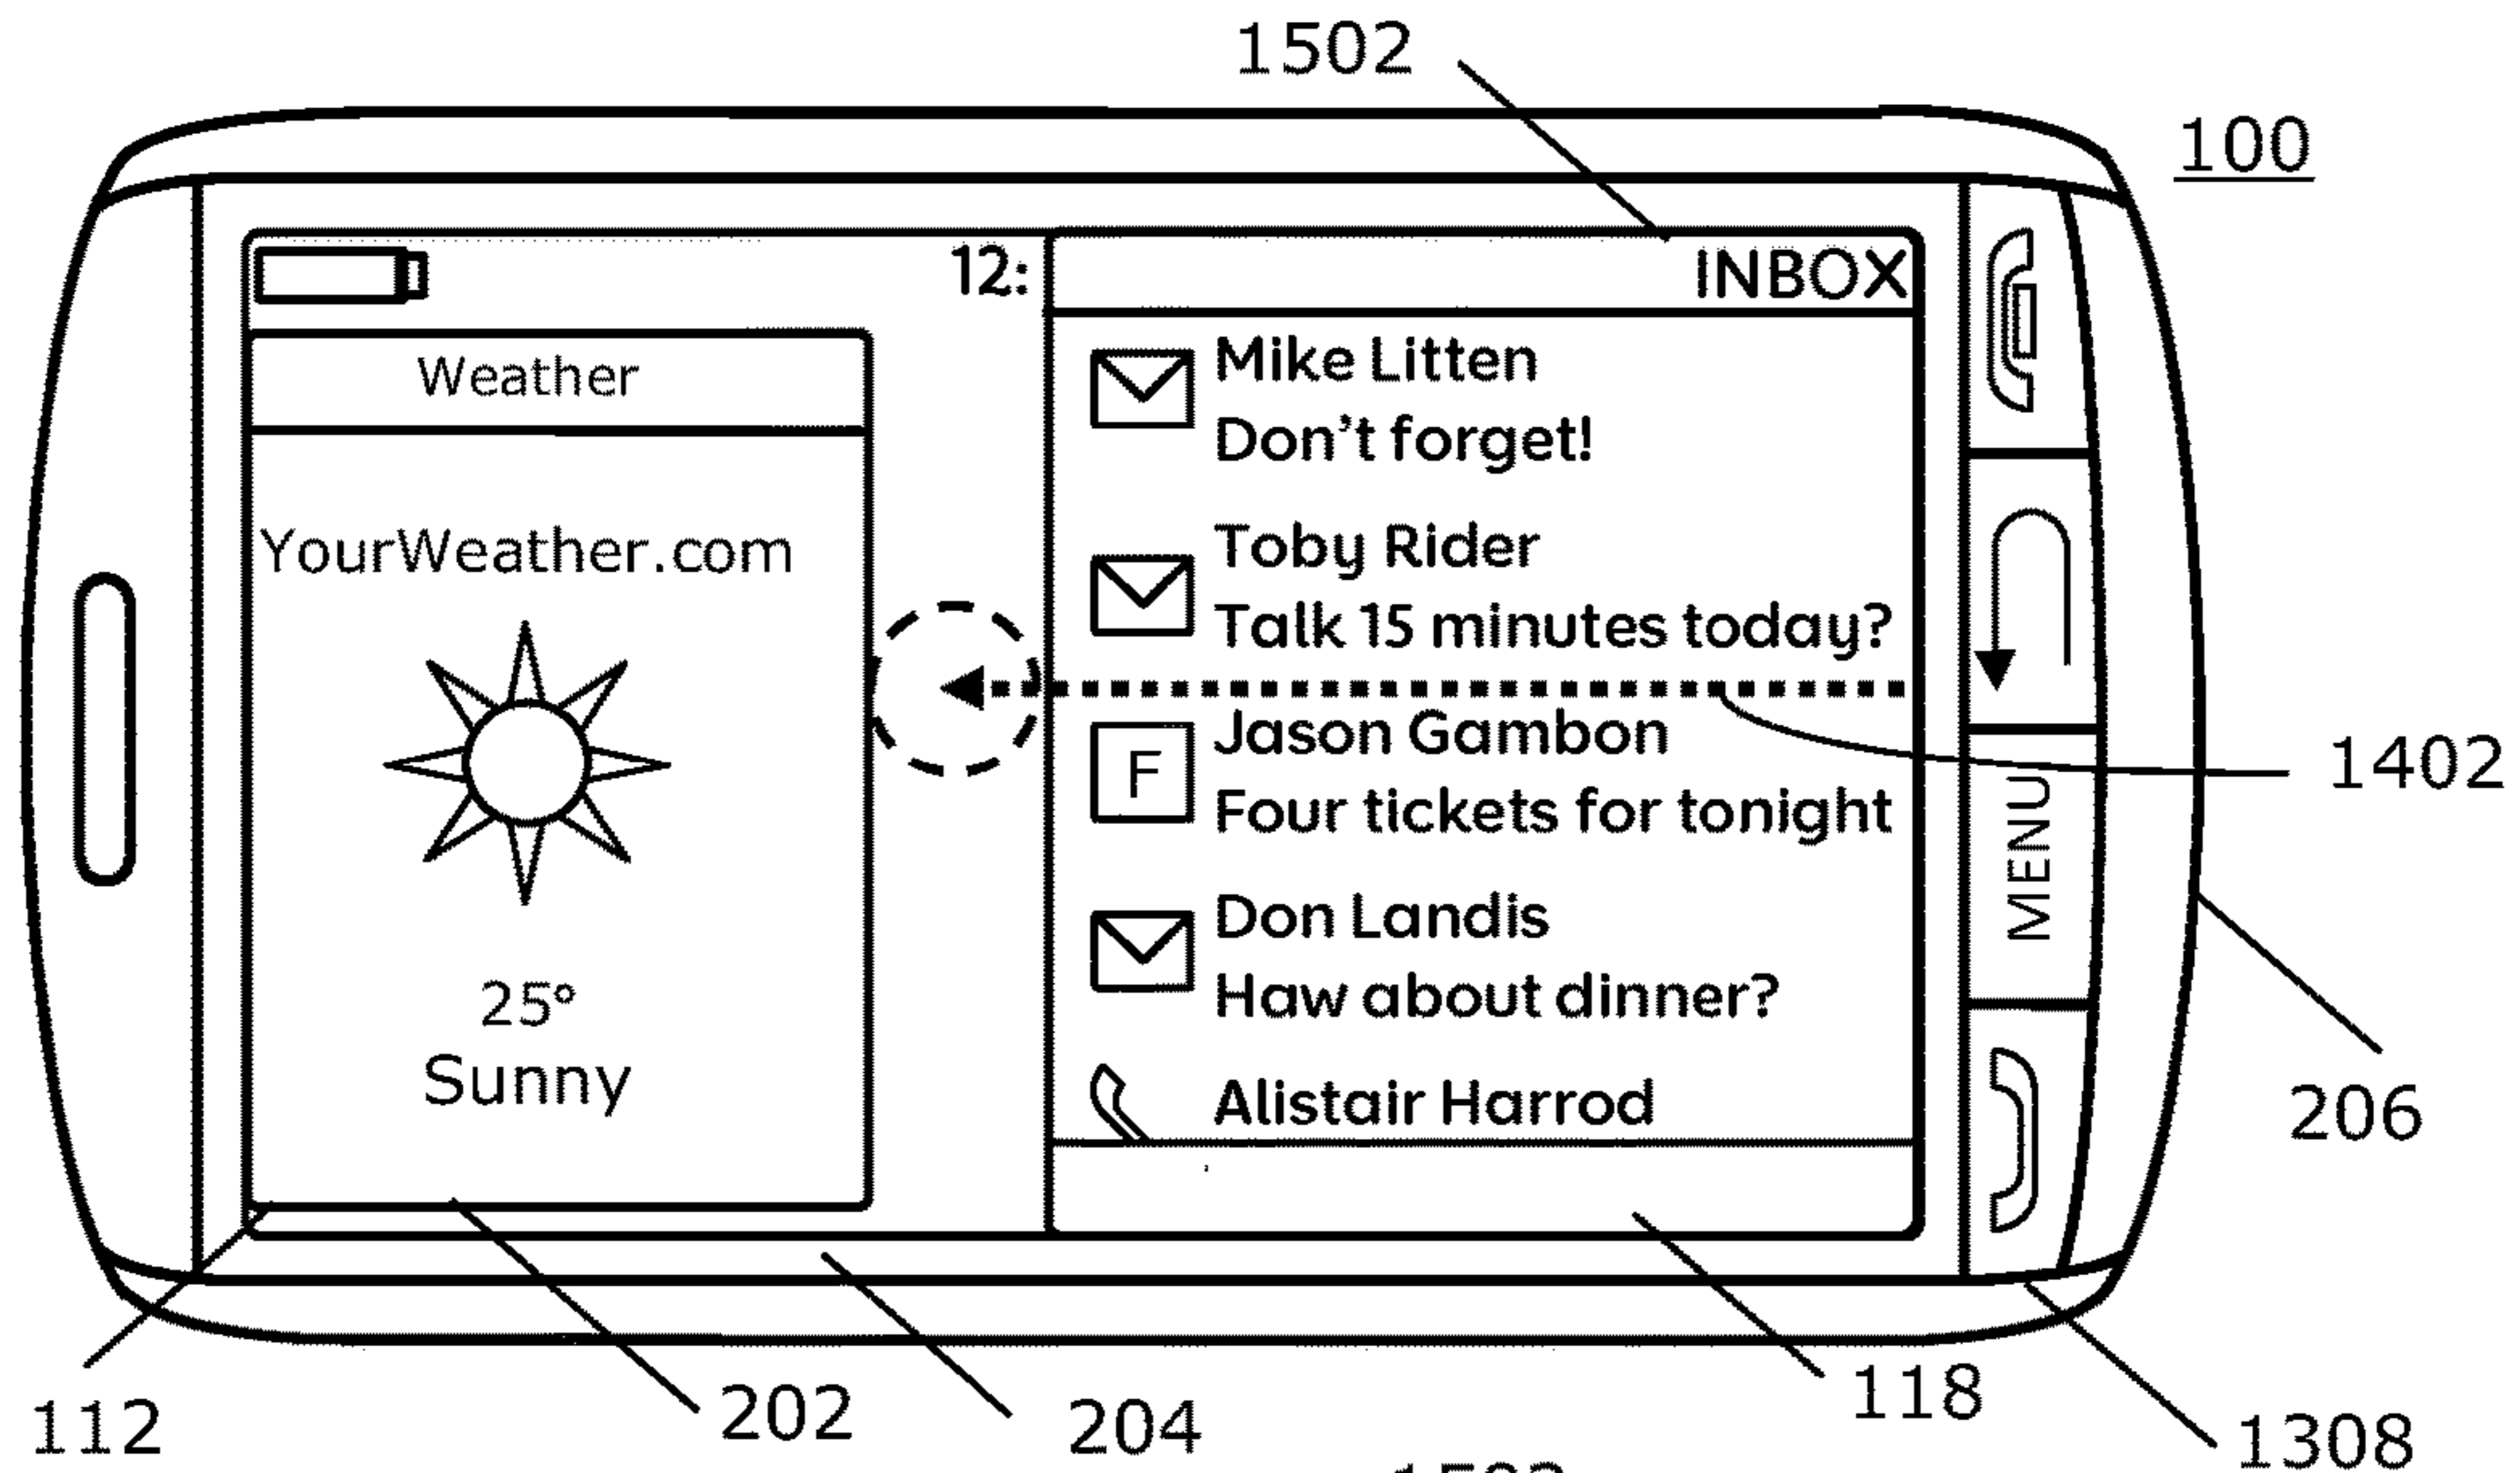 1502
100
12:
INBOX
Weather
Mike Litten
Don't forget!
YourWeather.com
Toby Rider
Talk 15 minutes today?
F
Jason Gambon
Four tickets for tonight
1402
MENU
Don Landis
Haw about dinner?
25°
Sunny
Alistair Harrod
206
112
202
204
118
1308